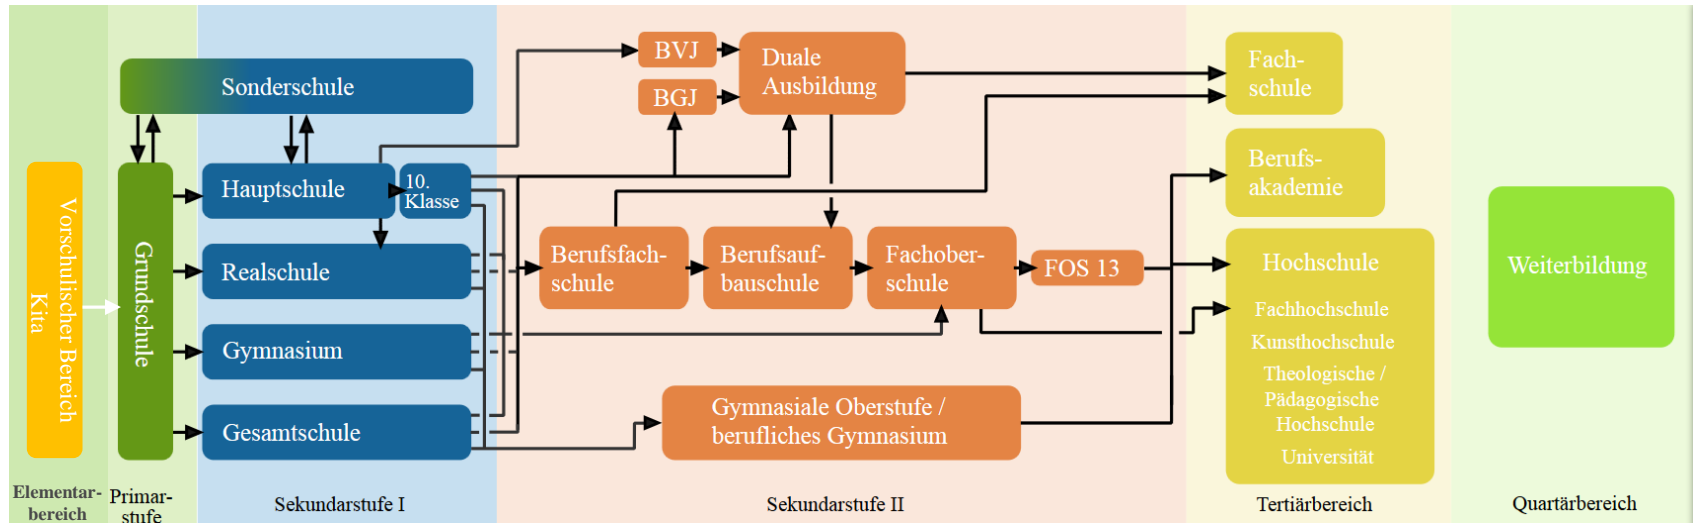 Vorschulischer Bereich
Kita
Grundschule
Sonderschule
Hauptschule
10.
Klasse
Realschule
Gymnasium
Gesamtschule
BVJ
BGJ
Duale
Ausbildung
Berufsfach-
schule
Berufsauf-
bauschule
Fachober-
schule
FOS 13
Gymnasiale Oberstufe /
berufliches Gymnasium
Fach-
schule
Berufs-
akademie
Hochschule
Fachhochschule
Kunsthochschule
Theologische /
Pädagogische
Hochschule
Universität
Weiterbildung
Elementar-
bereich
Primar-
stufe
Sekundarstufe I
Sekundarstufe II
Tertiärbereich
Quartärbereich